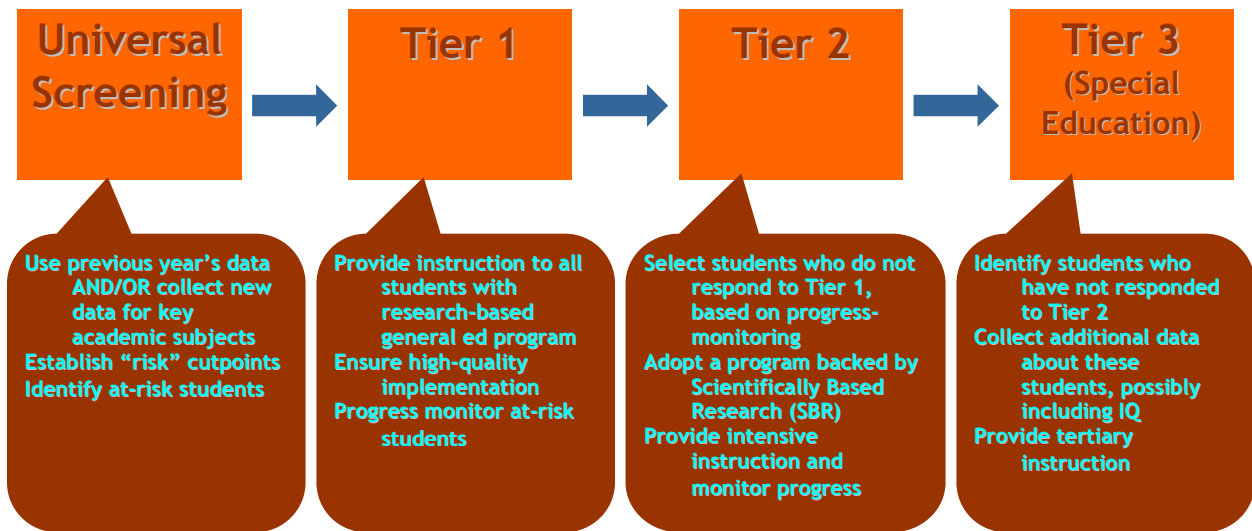 Universal
Screening
Tier 1
Tier 2
Tier 3
(Special
Education)
Use previous year’s data
AND/OR collect new
data for key
academic subjects
Establish “risk” cutpoints
Identify at-risk students
Provide instruction to all
students with
research-based
general ed program
Ensure high-quality
implementation
Progress monitor at-risk
students
Select students who do not
respond to Tier 1,
based on progress-
monitoring
Adopt a program backed by
Scientifically Based
Research (SBR)
Provide intensive
instruction and
monitor progress
Identify students who
have not responded
to Tier 2
Collect additional data
about these
students, possibly
including IQ
Provide tertiary
instruction